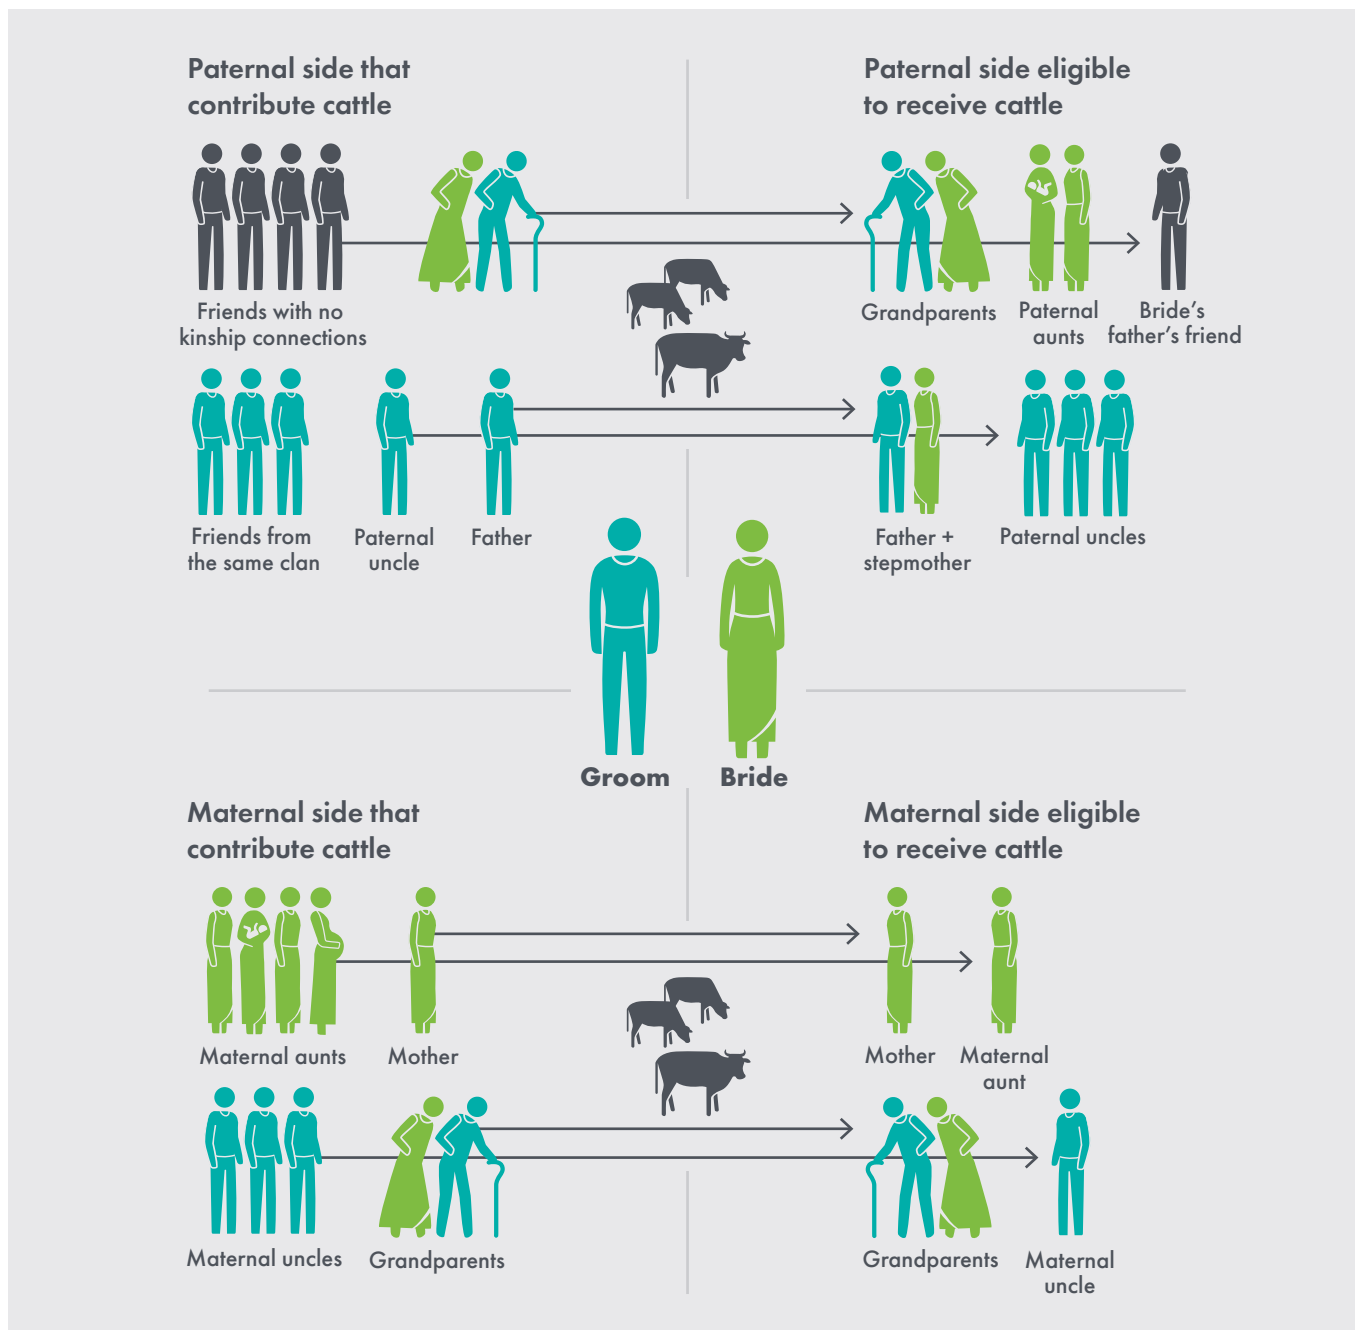 Paternal side that
contribute cattle
Paternal side eligible
to receive cattle
Friends with no
kinship connections
Grandparents
Paternal
aunts
Bride’s
father’s friend
Friends from
the same clan
Paternal
uncle
Father
Father +
stepmother
Paternal uncles
Groom
Bride
Maternal side that
contribute cattle
Maternal side eligible
to receive cattle
Maternal aunts
Mother
Mother
Maternal
aunt
Maternal uncles
Grandparents
Grandparents
Maternal
uncle